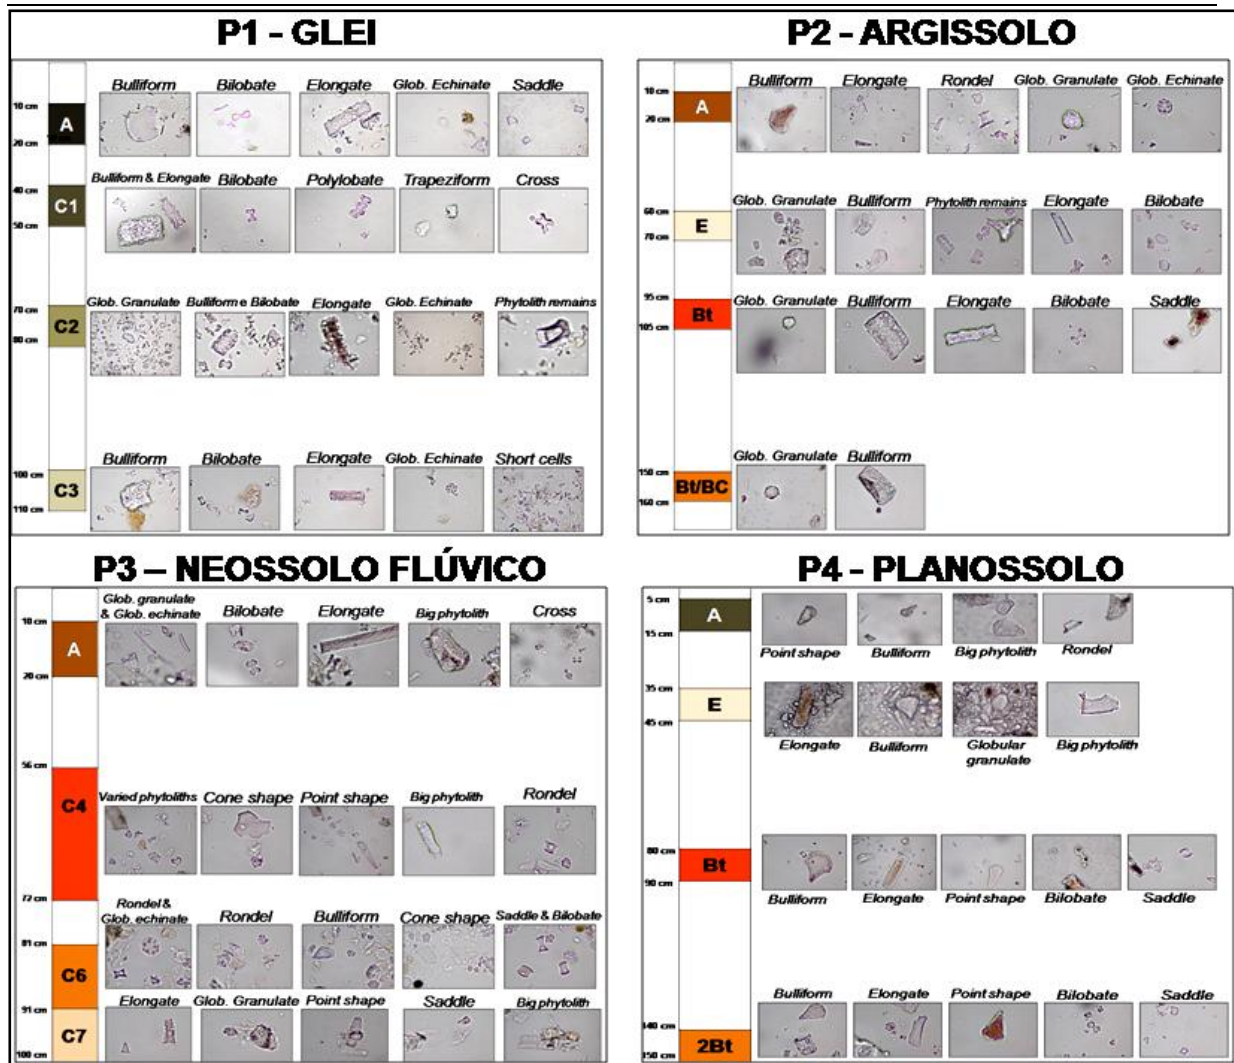 P1 - GLEI
Bulliform Bilobate Elongate Glob. Echinate Saddle
10 cm
A
20 cm
Bulliform & Elongate Bilobate Polylobate Trapeziform Cross
40 cm
C1
50 cm
Glob. Granulate Bulliform e Bilobate Elongate Glob. Echinate Phytolith remains
70 cm
C2
80 cm
Bulliform Bilobate Elongate Glob. Echinate Short cells
100 cm
C3
110 cm
P2 - ARGISSOLO
Bulliform Elongate Rondel Glob. Granulate Glob. Echinate
10 cm
A
20 cm
Glob. Granulate Bulliform Phytolith remains Elongate Bilobate
60 cm
E
70 cm
95 cm
Glob. Granulate Bulliform Elongate Bilobate Saddle
Bt
105 cm
Glob. Granulate Bulliform
150 cm
Bt/BC
160 cm
P3 – NEOSSOLO FLÚVICO
Glob. granulate
& Glob. echinate Bilobate Elongate Big phytolith Cross
10 cm
A
20 cm
56 cm
Varied phytoliths Cone shape Point shape Big phytolith Rondel
C4
72 cm
Rondel &
Glob. echinate Rondel Bulliform Cone shape Saddle & Bilobate
81 cm
C6
Elongate Glob. Granulate Point shape Saddle Big phytolith
91 cm
C7
100 cm
P4 - PLANOSSOLO
5 cm
A
15 cm
Point shape Bulliform Big phytolith Rondel
35 cm
E
45 cm
Elongate Bulliform Globular
granulate Big phytolith
80 cm
Bt
90 cm
Bulliform Elongate Point shape Bilobate Saddle
Bulliform Elongate Point shape Bilobate Saddle
140 cm
2Bt
150 cm